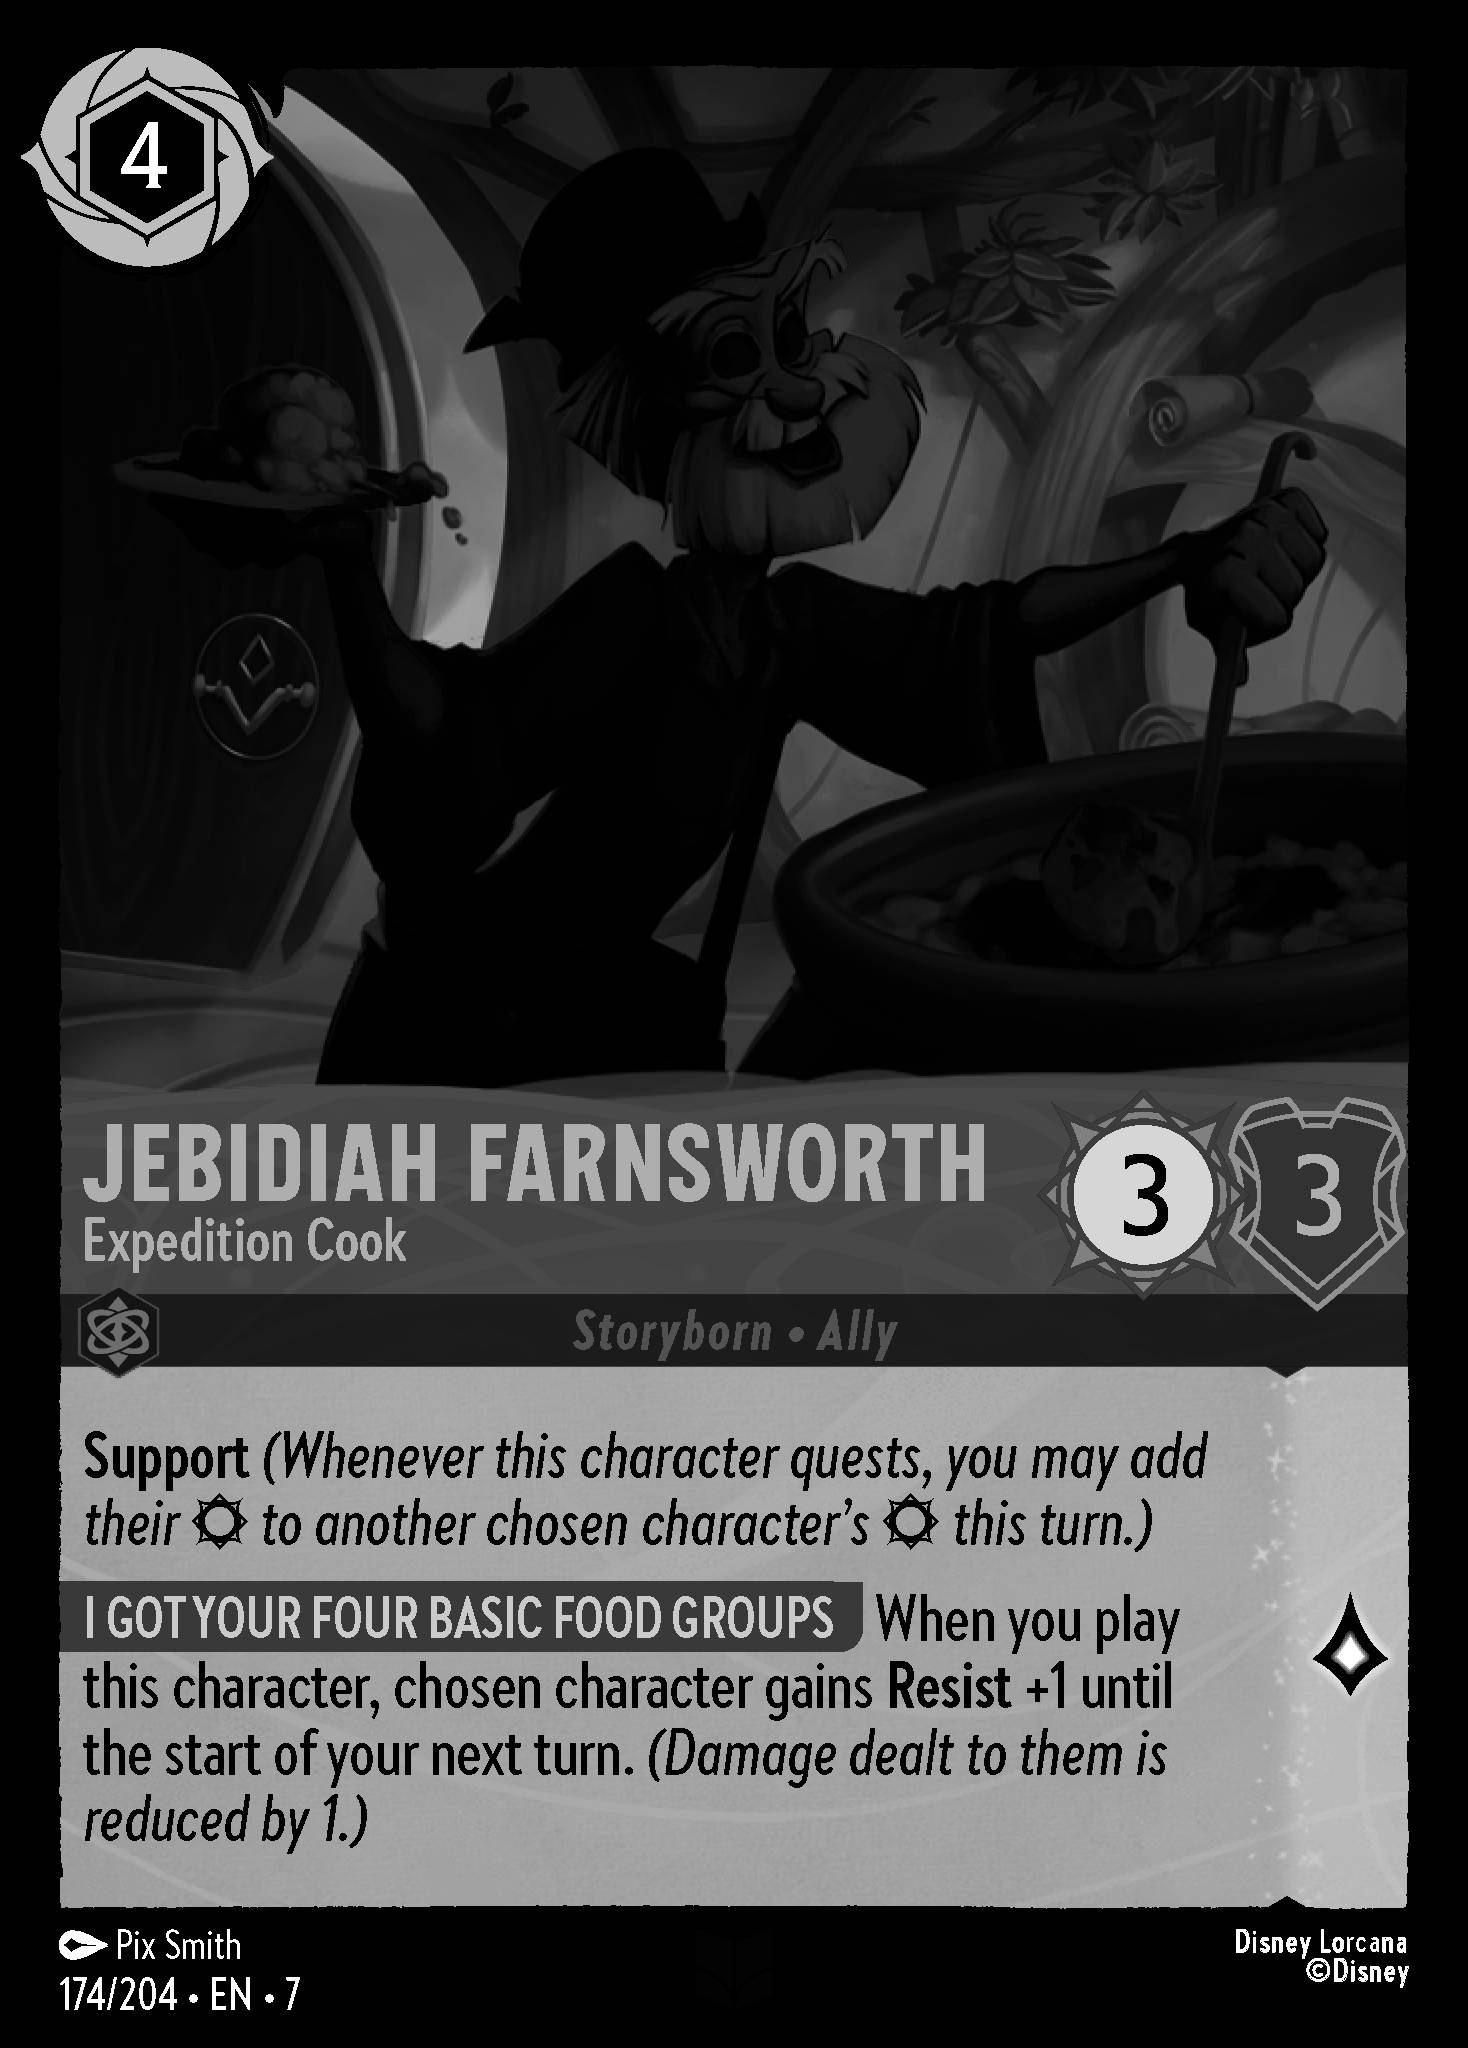 4
JEBIDIAH FARNSWORTH
Expedition Cook
3
3
Storyborn • Ally
Support (Whenever this character quests, you may add
their to another chosen character's this turn.)
I GOT YOUR FOUR BASIC FOOD GROUPS When you play
this character, chosen character gains Resist +1 until
the start of your next turn. (Damage dealt to them is
reduced by 1.)
Pix Smith
174/204 • EN • 7
Disney Lorcana
©Disney